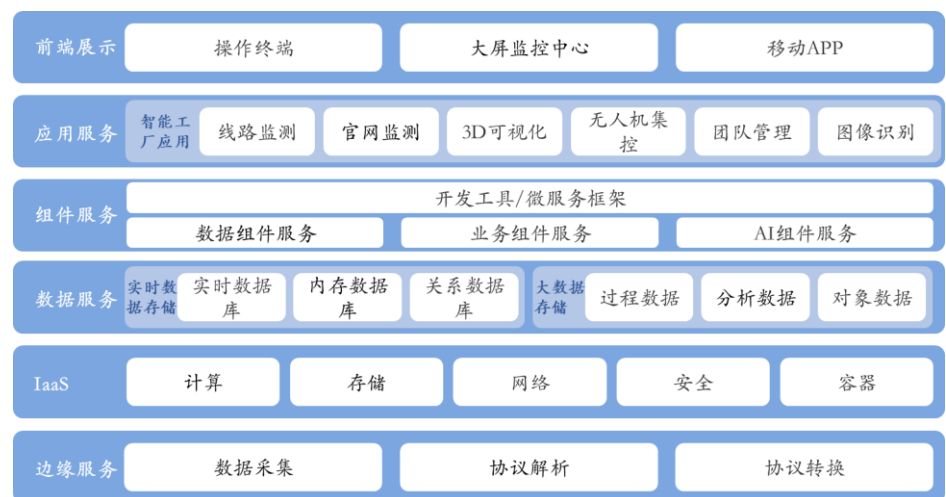 前端展示
操作终端
大屏监控中心
移动APP
应用服务
智能工
厂应用
线路监测
官网监测
3D可视化
无人机集
控
团队管理
图像识别
组件服务
开发工具/微服务框架
数据组件服务
业务组件服务
AI组件服务
数据服务
实时数
据存储
实时数据
库
内存数据
库
关系数据
库
大数据
存储
过程数据
分析数据
对象数据
IaaS
计算
存储
网络
安全
容器
边缘服务
数据采集
协议解析
协议转换